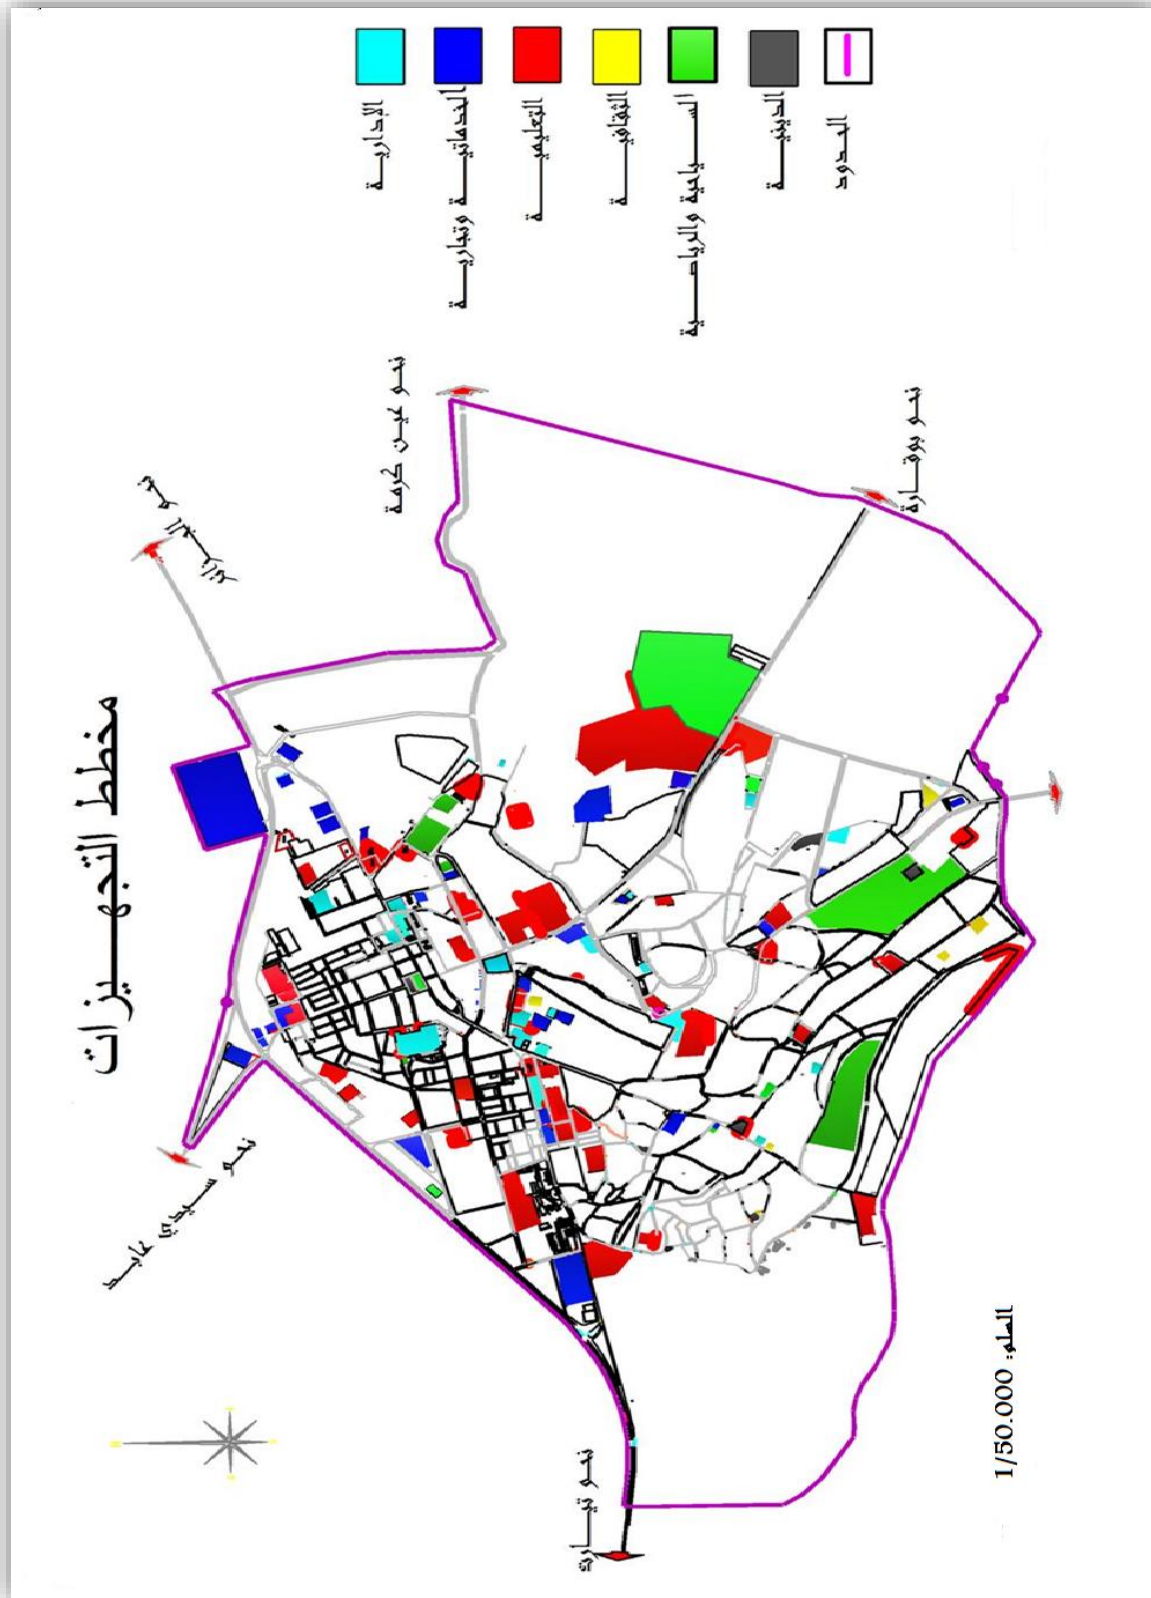 مخطط التجهيزات
الإدارية
الخدماتية وتجارية
التعليمية
الثقافية
السياحية والرياضية
الدينية
الحدود
نحو عين كرمة
نحو بوقارة
نحو سيدي عابد
نحو تيارت
السلم: 1/50.000